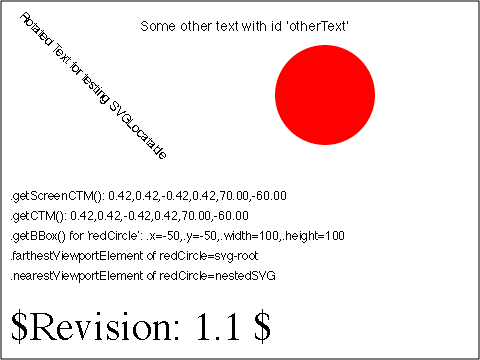 Some other text with id 'otherText'
Rotated Text for testing SVGLocatable
.getScreenCTM(): 0.42,0.42,-0.42,0.42,70.00,-60.00
.getCTM(): 0.42,0.42,-0.42,0.42,70.00,-60.00
.getBBox() for 'redCircle': .x=-50,.y=-50,.width=100,.height=100
.farthestViewportElement of redCircle=svg-root
.nearestViewportElement of redCircle=nestedSVG
$Revision: 1.1 $